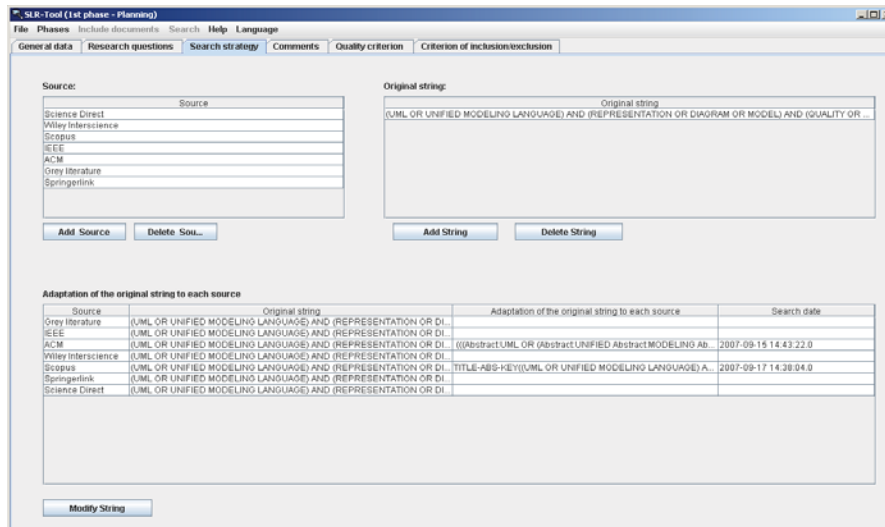 SLR-Tool (1st phase - Planning)
File Phases Include documents Search Help Language
General data Research questions Search strategy Comments Quality criterion Criterion of inclusion/exclusion
Source: Original string:
Source Original string
Science Direct (UML OR UNIFIED MODELING LANGUAGE) AND (REPRESENTATION OR DIAGRAM OR MODEL) AND (QUALITY OR ...
Wiley Interscience
Scopus
IEEE
ACM
Grey literature
Springerlink
Add Source Delete Sou... Add String Delete String
Adaptation of the original string to each source
Source Original string Adaptation of the original string to each source Search date
Grey literature (UML OR UNIFIED MODELING LANGUAGE) AND (REPRESENTATION OR DI...
IEEE (UML OR UNIFIED MODELING LANGUAGE) AND (REPRESENTATION OR DI...
ACM (UML OR UNIFIED MODELING LANGUAGE) AND (REPRESENTATION OR DI... (((Abstract:UML OR (Abstract:UNIFIED Abstract:MODELING Ab... 2007-09-15 14:43:22.0
Wiley Interscience (UML OR UNIFIED MODELING LANGUAGE) AND (REPRESENTATION OR DI...
Scopus (UML OR UNIFIED MODELING LANGUAGE) AND (REPRESENTATION OR DI... TITLE-ABS-KEY((UML OR UNIFIED MODELING LANGUAGE) A... 2007-09-17 14:38:04.0
Springerlink (UML OR UNIFIED MODELING LANGUAGE) AND (REPRESENTATION OR DI...
Science Direct (UML OR UNIFIED MODELING LANGUAGE) AND (REPRESENTATION OR DI...
Modify String